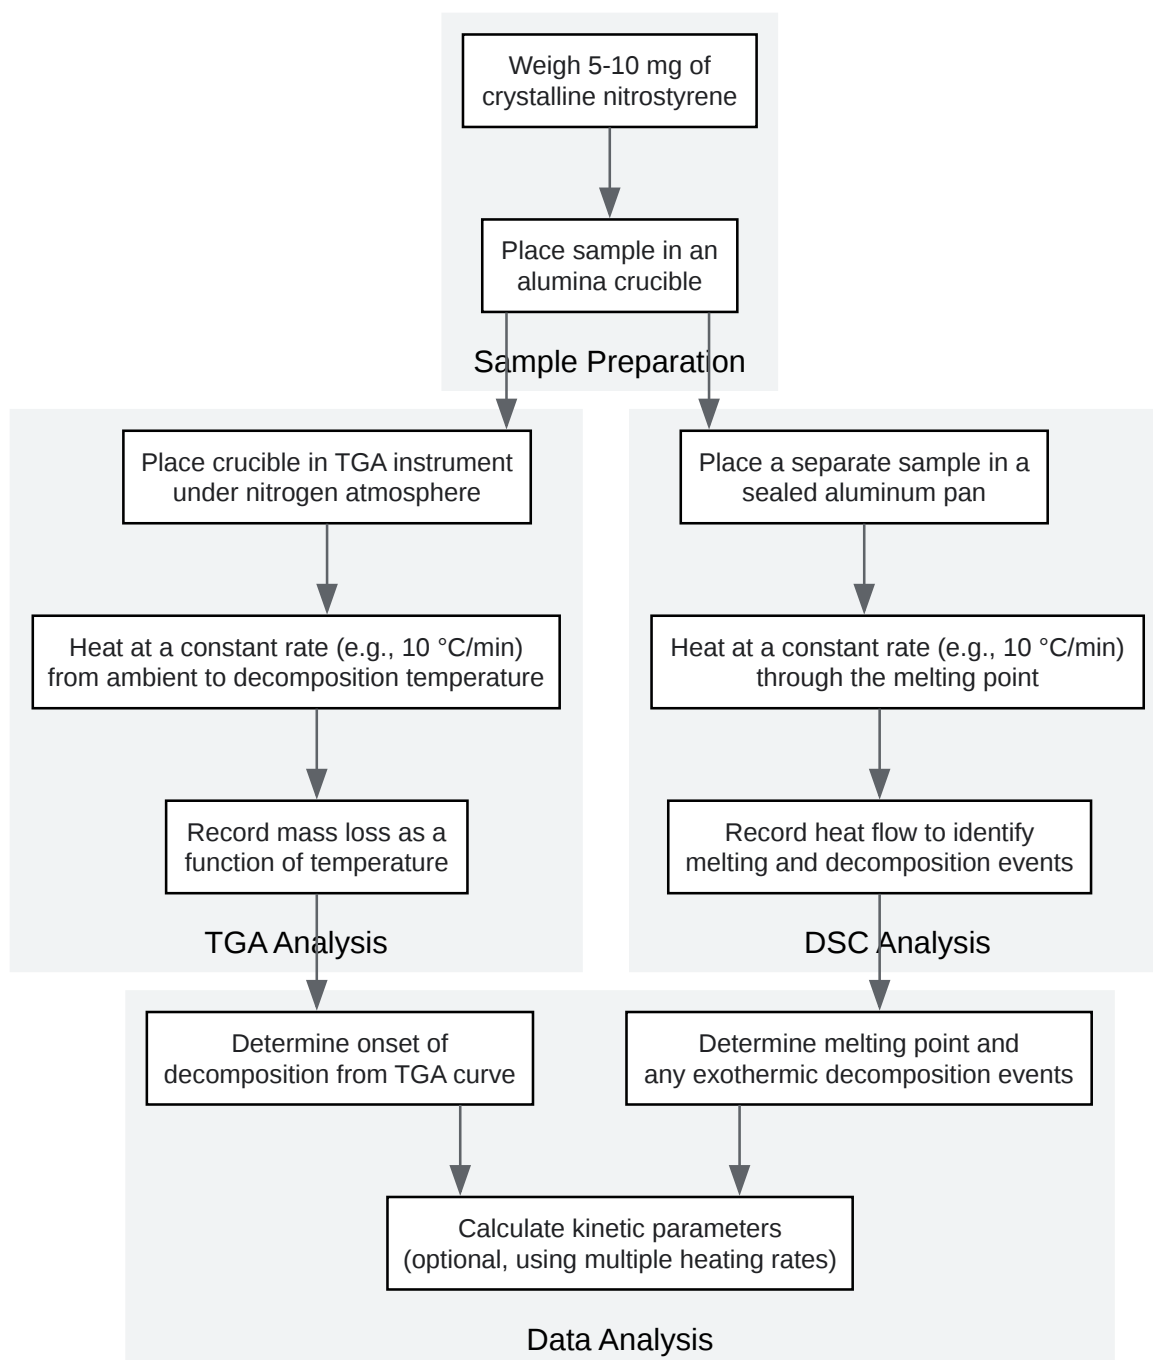 Weigh 5-10 mg of
crystalline nitrostyrene
Place sample in an
alumina crucible
Sample Preparation
Place crucible in TGA instrument
under nitrogen atmosphere
Heat at a constant rate (e.g., 10 °C/min)
from ambient to decomposition temperature
Record mass loss as a
function of temperature
TGA Analysis
Place a separate sample in a
sealed aluminum pan
Heat at a constant rate (e.g., 10 °C/min)
through the melting point
Record heat flow to identify
melting and decomposition events
DSC Analysis
Determine onset of
decomposition from TGA curve
Determine melting point and
any exothermic decomposition events
Calculate kinetic parameters
(optional, using multiple heating rates)
Data Analysis